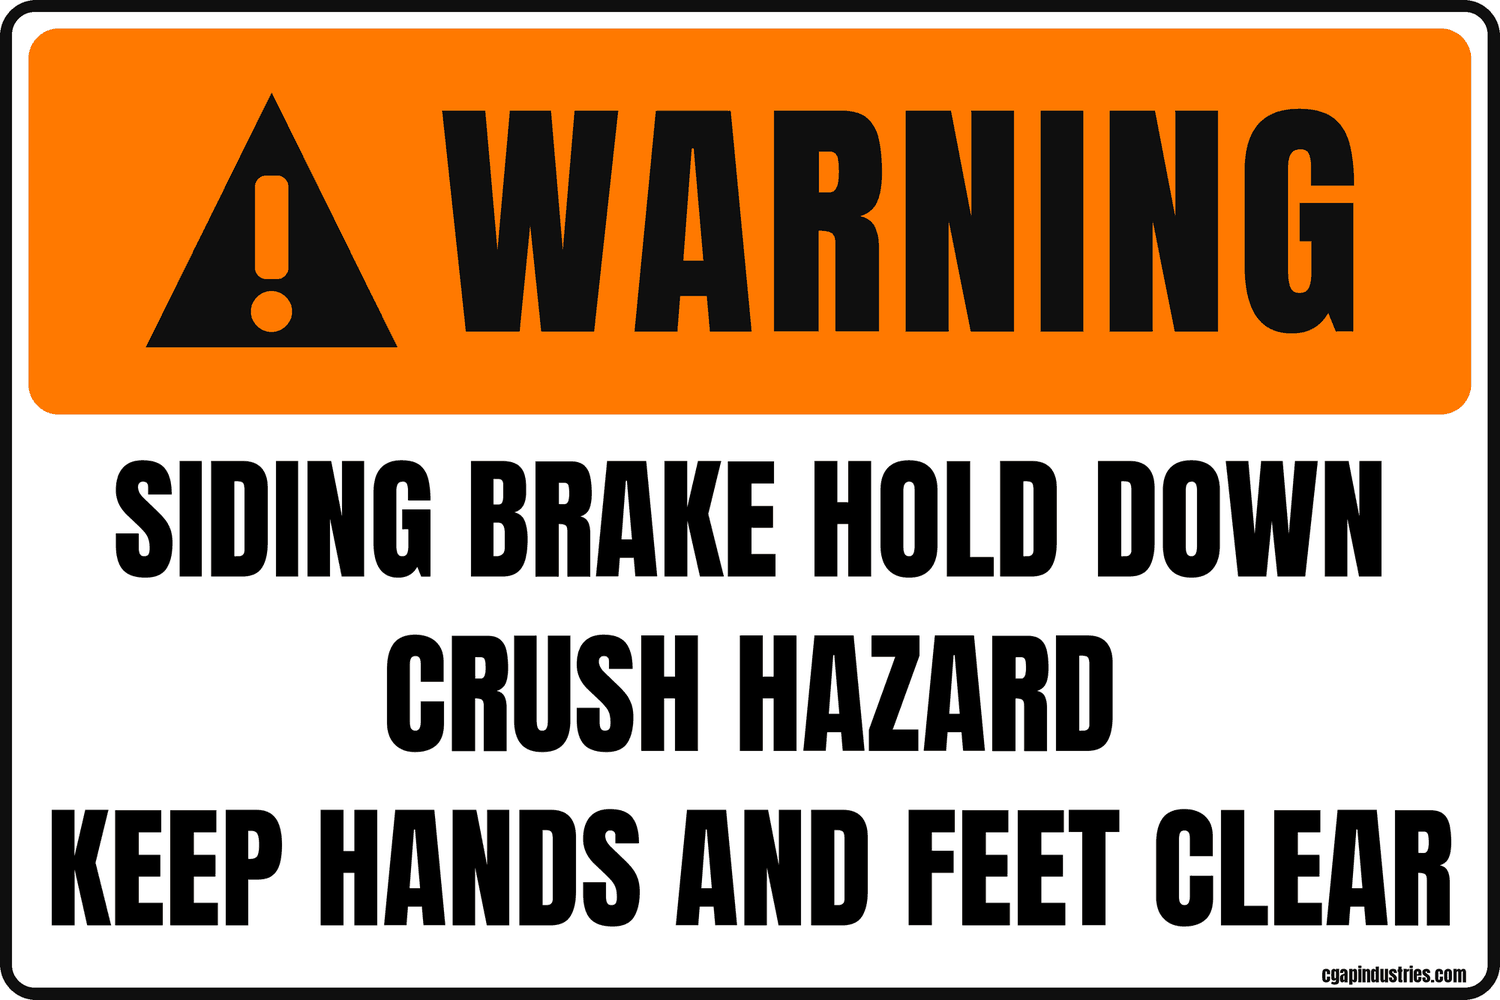 WARNING
SIDING BRAKE HOLD DOWN
CRUSH HAZARD
KEEP HANDS AND FEET CLEAR
cgapindustries.com